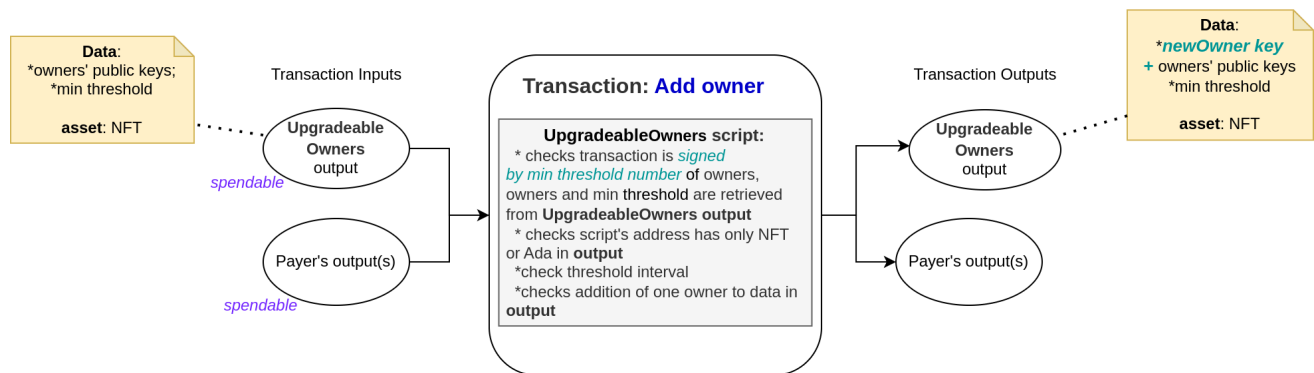 Data:
*owners' public keys;
*min threshold
asset: NFT
Transaction Inputs
Upgradeable
Owners
output
spendable
Payer's output(s)
spendable
Transaction: Add owner
UpgradeableOwners script:
* checks transaction is signed
by min threshold number of owners,
owners and min threshold are retrieved
from UpgradeableOwners output
* checks script's address has only NFT
or Ada in output
*check threshold interval
*checks addition of one owner to data in
output
Transaction Outputs
Upgradeable
Owners
output
Payer's output(s)
Data:
*newOwner key
+ owners' public keys
*min threshold
asset: NFT